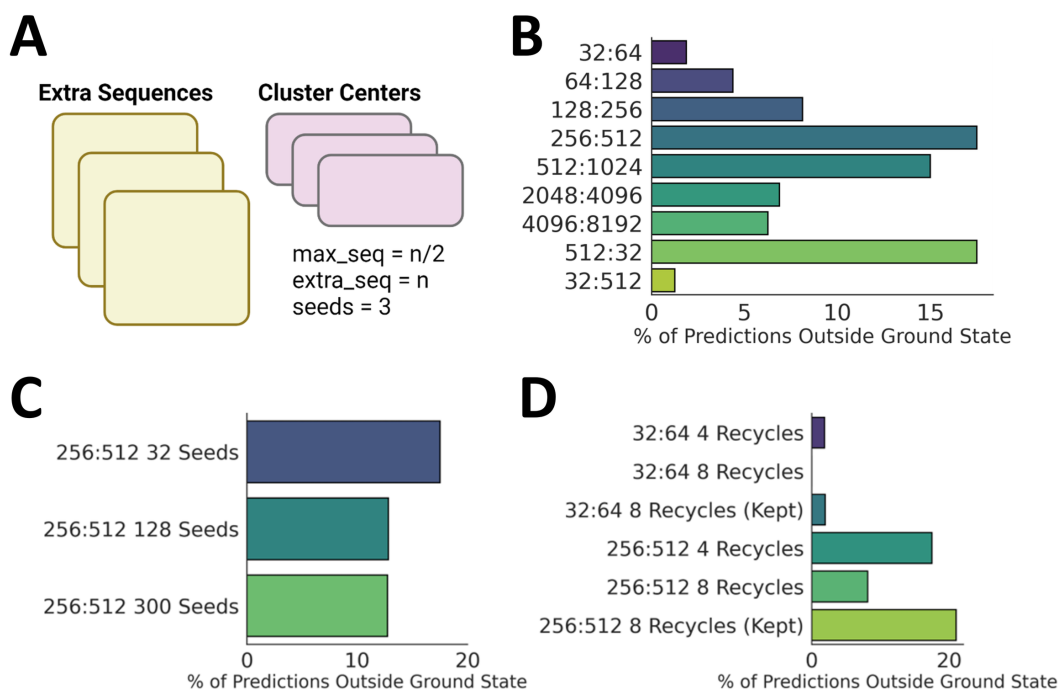 A
Extra Sequences
Cluster Centers
max_seq = n/2
extra_seq = n
seeds = 3
B
32:64
64:128
128:256
256:512
512:1024
2048:4096
4096:8192
512:32
32:512
0 5 10 15
% of Predictions Outside Ground State
C
256:512 32 Seeds
256:512 128 Seeds
256:512 300 Seeds
0 10 20
% of Predictions Outside Ground State
D
32:64 4 Recycles
32:64 8 Recycles
32:64 8 Recycles (Kept)
256:512 4 Recycles
256:512 8 Recycles
256:512 8 Recycles (Kept)
0 20
% of Predictions Outside Ground State